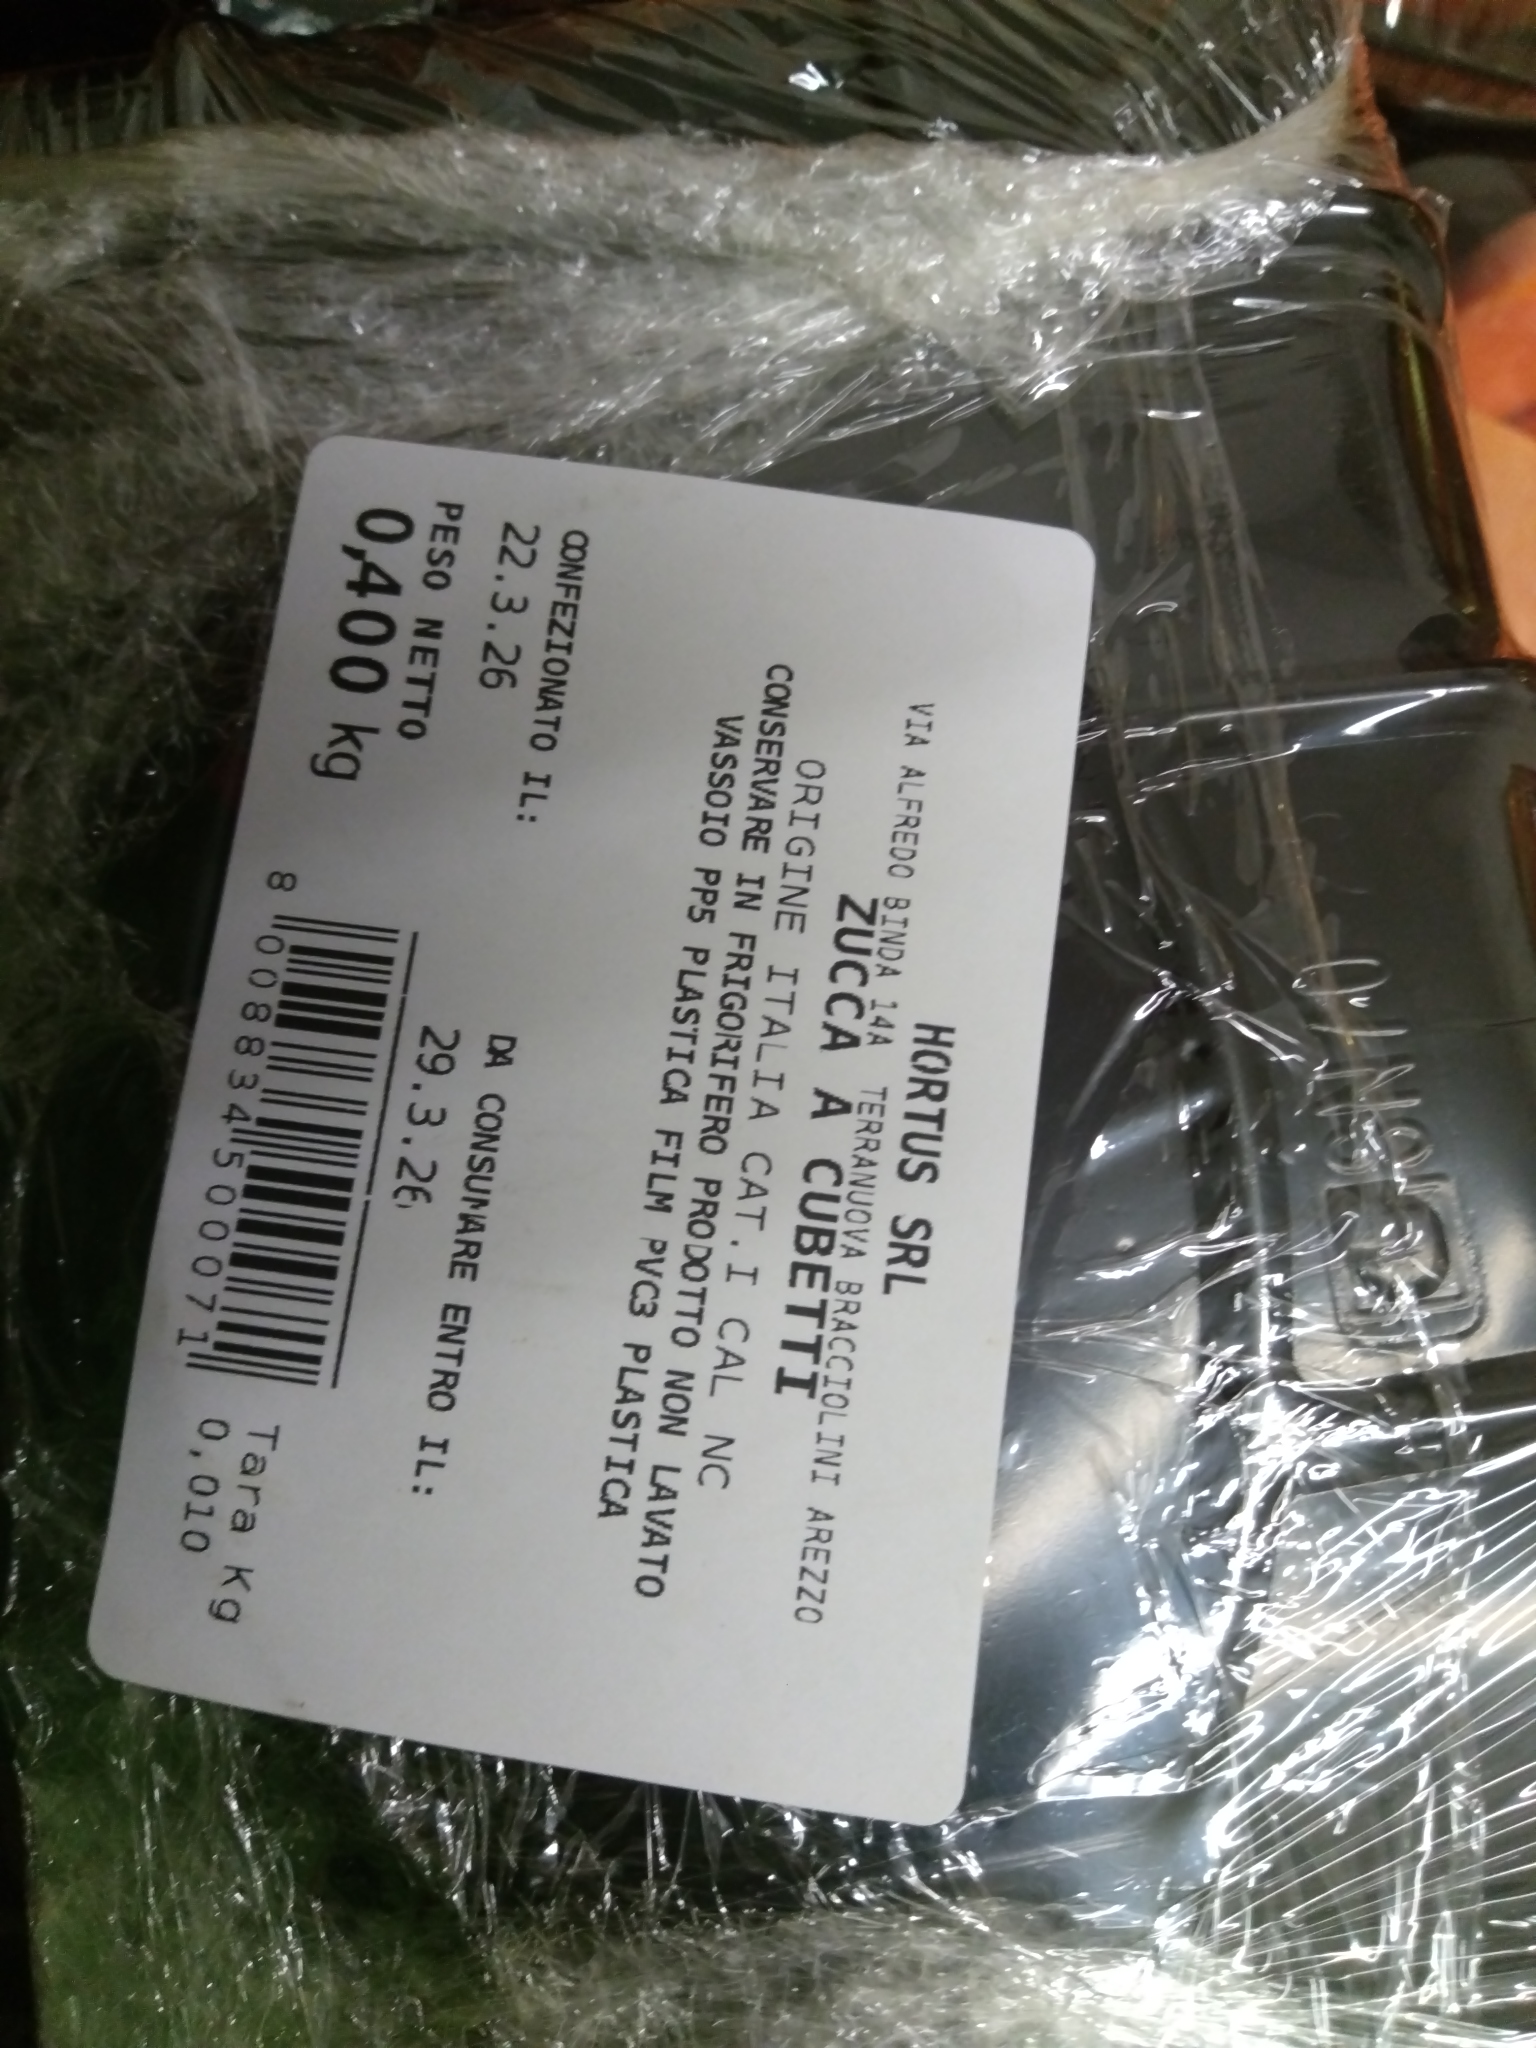 HORTUS SRL
VIA ALFREDO BINDA 14A TERRANUOVA BRACCIOLINI AREZZO
ZUCCA A CUBETTI
ORIGINE ITALIA CAT.I CAL NC
CONSERVARE IN FRIGORIFERO PRODOTTO NON LAVATO
VASSOIO PP5 PLASTICA FILM PVC3 PLASTICA
CONFEZIONATO IL:
22.3.26
DA CONSUMARE ENTRO IL:
29.3.26
PESO NETTO
0,400 kg
Tara Kg
0,010
8 008834 500071